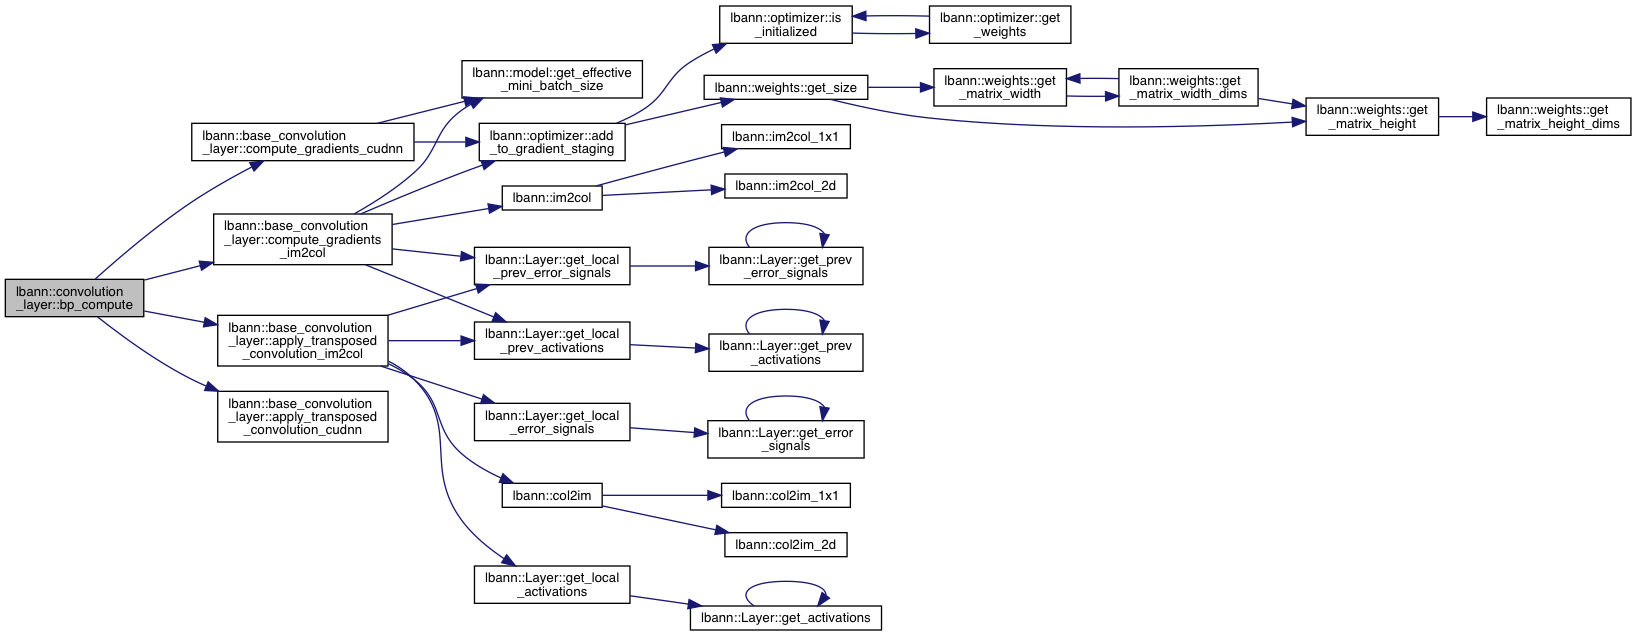 lbann::convolution
_layer::bp_compute
lbann::base_convolution
_layer::compute_gradients_cudnn
lbann::base_convolution
_layer::compute_gradients
_im2col
lbann::base_convolution
_layer::apply_transposed
_convolution_im2col
lbann::base_convolution
_layer::apply_transposed
_convolution_cudnn
lbann::model::get_effective
_mini_batch_size
lbann::optimizer::add
_to_gradient_staging
lbann::im2col
lbann::Layer::get_local
_prev_error_signals
lbann::Layer::get_local
_prev_activations
lbann::Layer::get_local
_error_signals
lbann::col2im
lbann::Layer::get_local
_activations
lbann::optimizer::is
_initialized
lbann::weights::get_size
lbann::im2col_1x1
lbann::im2col_2d
lbann::Layer::get_prev
_error_signals
lbann::Layer::get_prev
_activations
lbann::Layer::get_error
_signals
lbann::col2im_1x1
lbann::col2im_2d
lbann::Layer::get_activations
lbann::optimizer::get
_weights
lbann::weights::get
_matrix_width
lbann::weights::get
_matrix_width_dims
lbann::weights::get
_matrix_height
lbann::weights::get
_matrix_height_dims